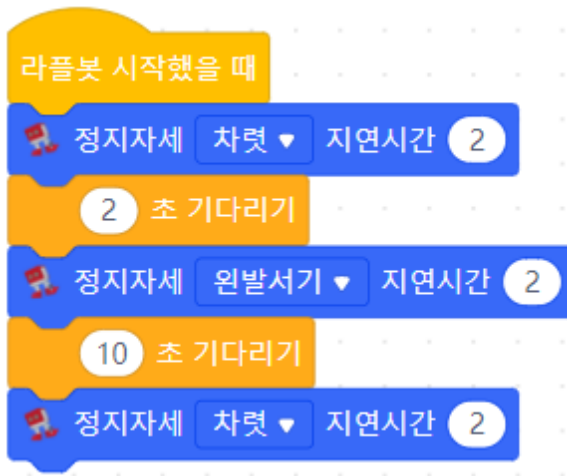 라플봇 시작했을 때
정지자세 차렷 지연시간 2
2 초 기다리기
정지자세 왼발서기 지연시간 2
10 초 기다리기
정지자세 차렷 지연시간 2